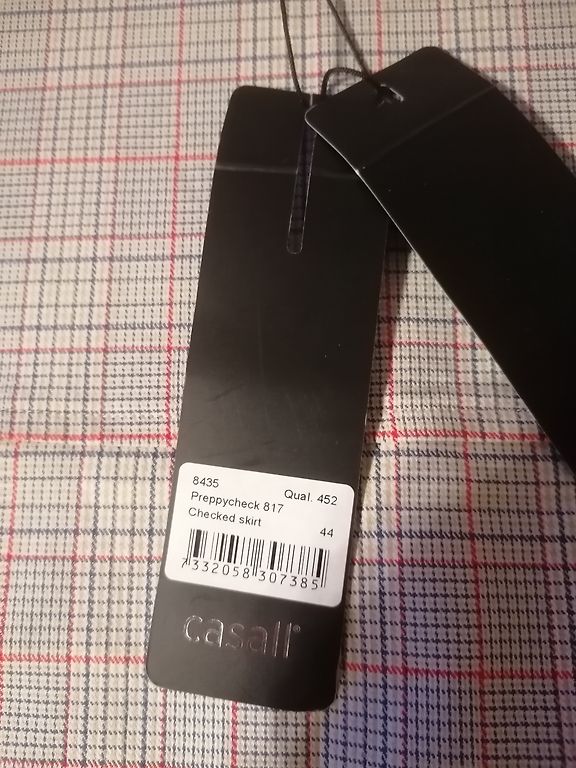 8435 Qual. 452
Preppycheck 817
Checked skirt
44
7332058307385
casall